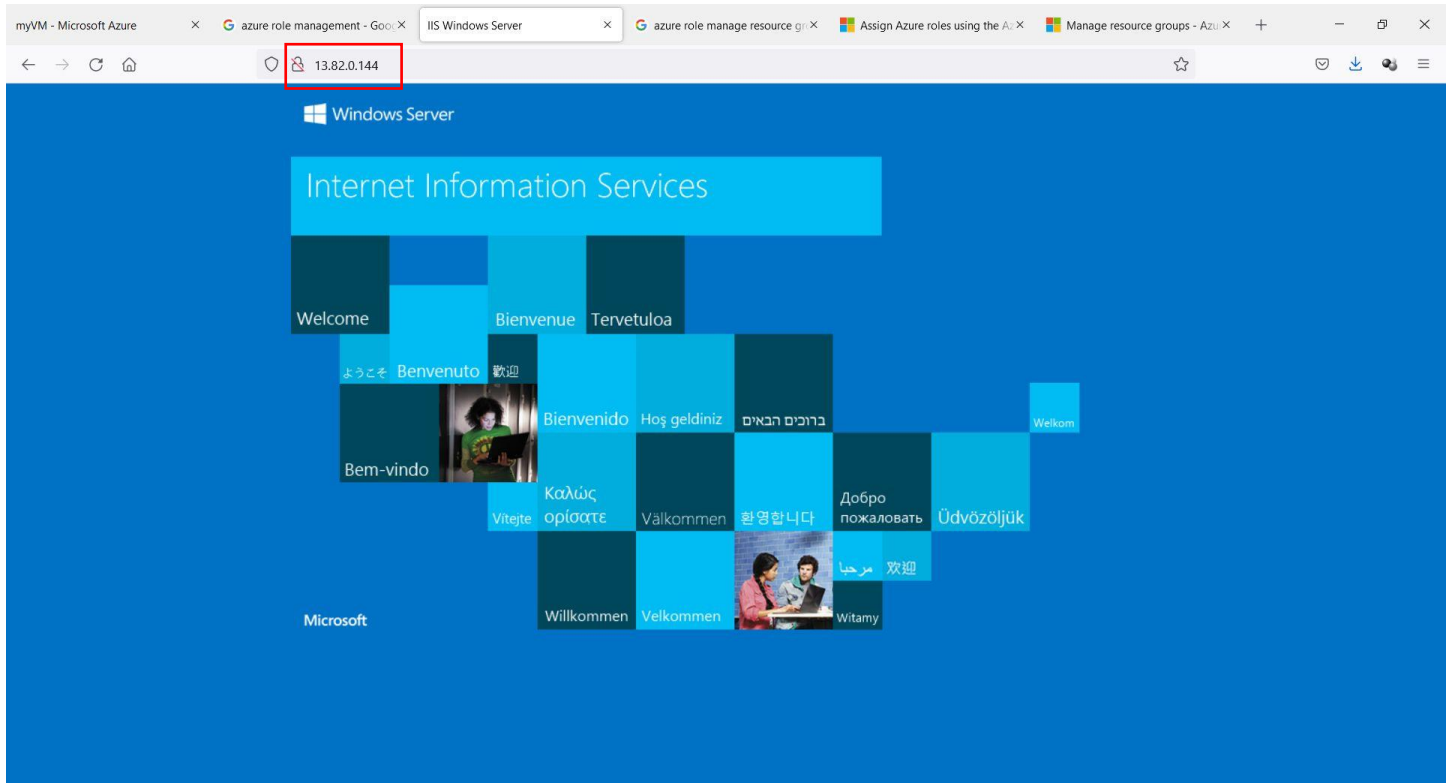 myVM - Microsoft Azure
azure role management - Goog
IIS Windows Server
azure role manage resource gr
Assign Azure roles using the Az
Manage resource groups - Azu
13.82.0.144
Windows Server
Internet Information Services
Welcome
Bienvenue
Tervetuloa
ようこそ
Benvenuto
歡迎
Bienvenido
Hoş geldiniz
ברוכים הבאים
Welkom
Bem-vindo
Vítejte
Καλώς
ορίσατε
Välkommen
환영합니다
Добро
пожаловать
Üdvözöljük
مرحبا
欢迎
Microsoft
Willkommen
Velkommen
Witamy